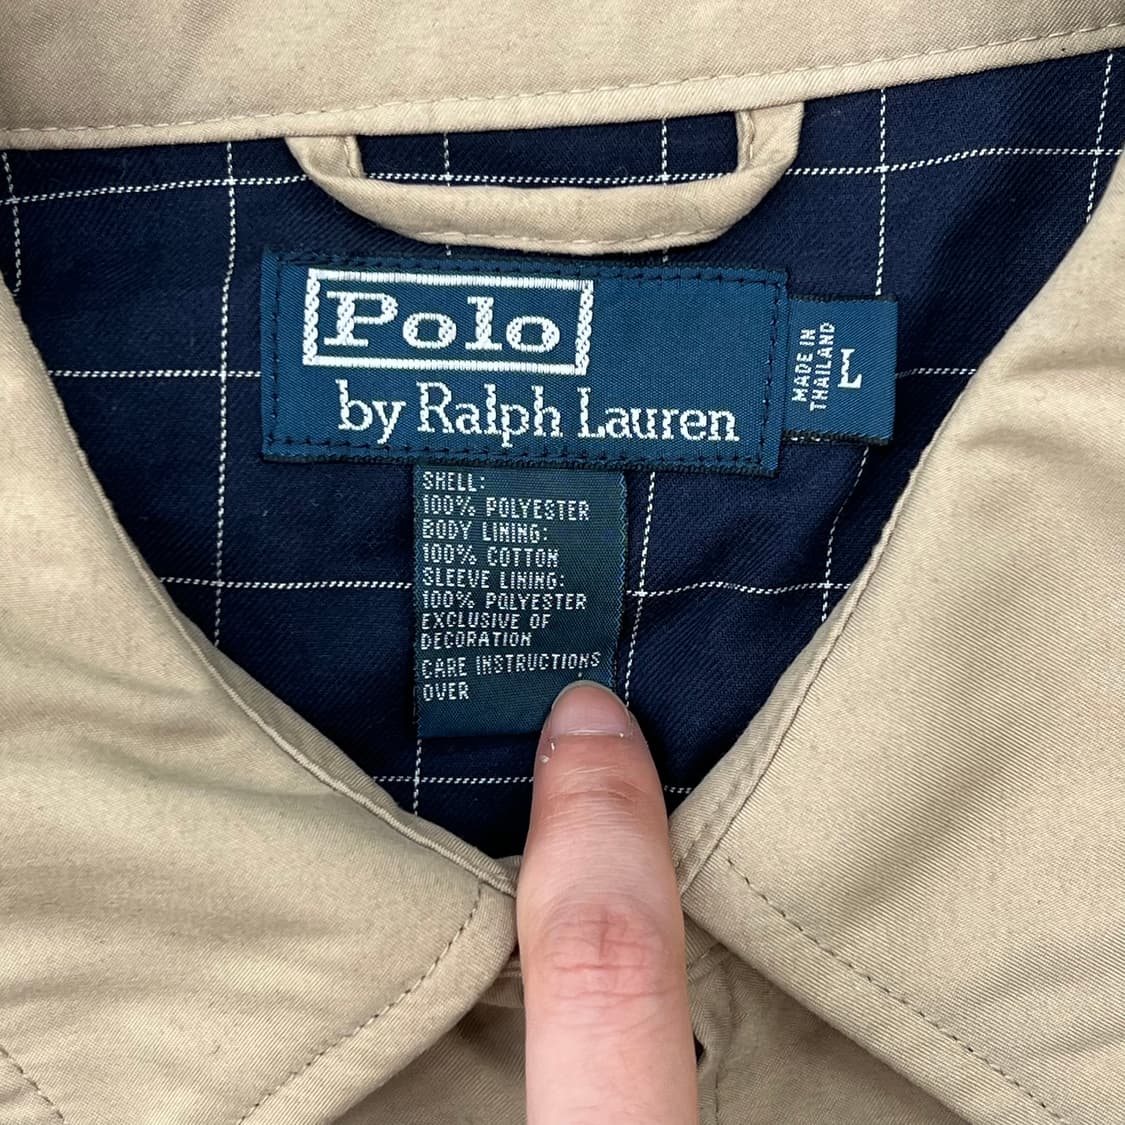 Polo
by Ralph Lauren
MADE IN
THAILAND
L
SHELL:
100% POLYESTER
BODY LINING:
100% COTTON
SLEEVE LINING:
100% POLYESTER
EXCLUSIVE OF
DECORATION
CARE INSTRUCTIONS
OVER